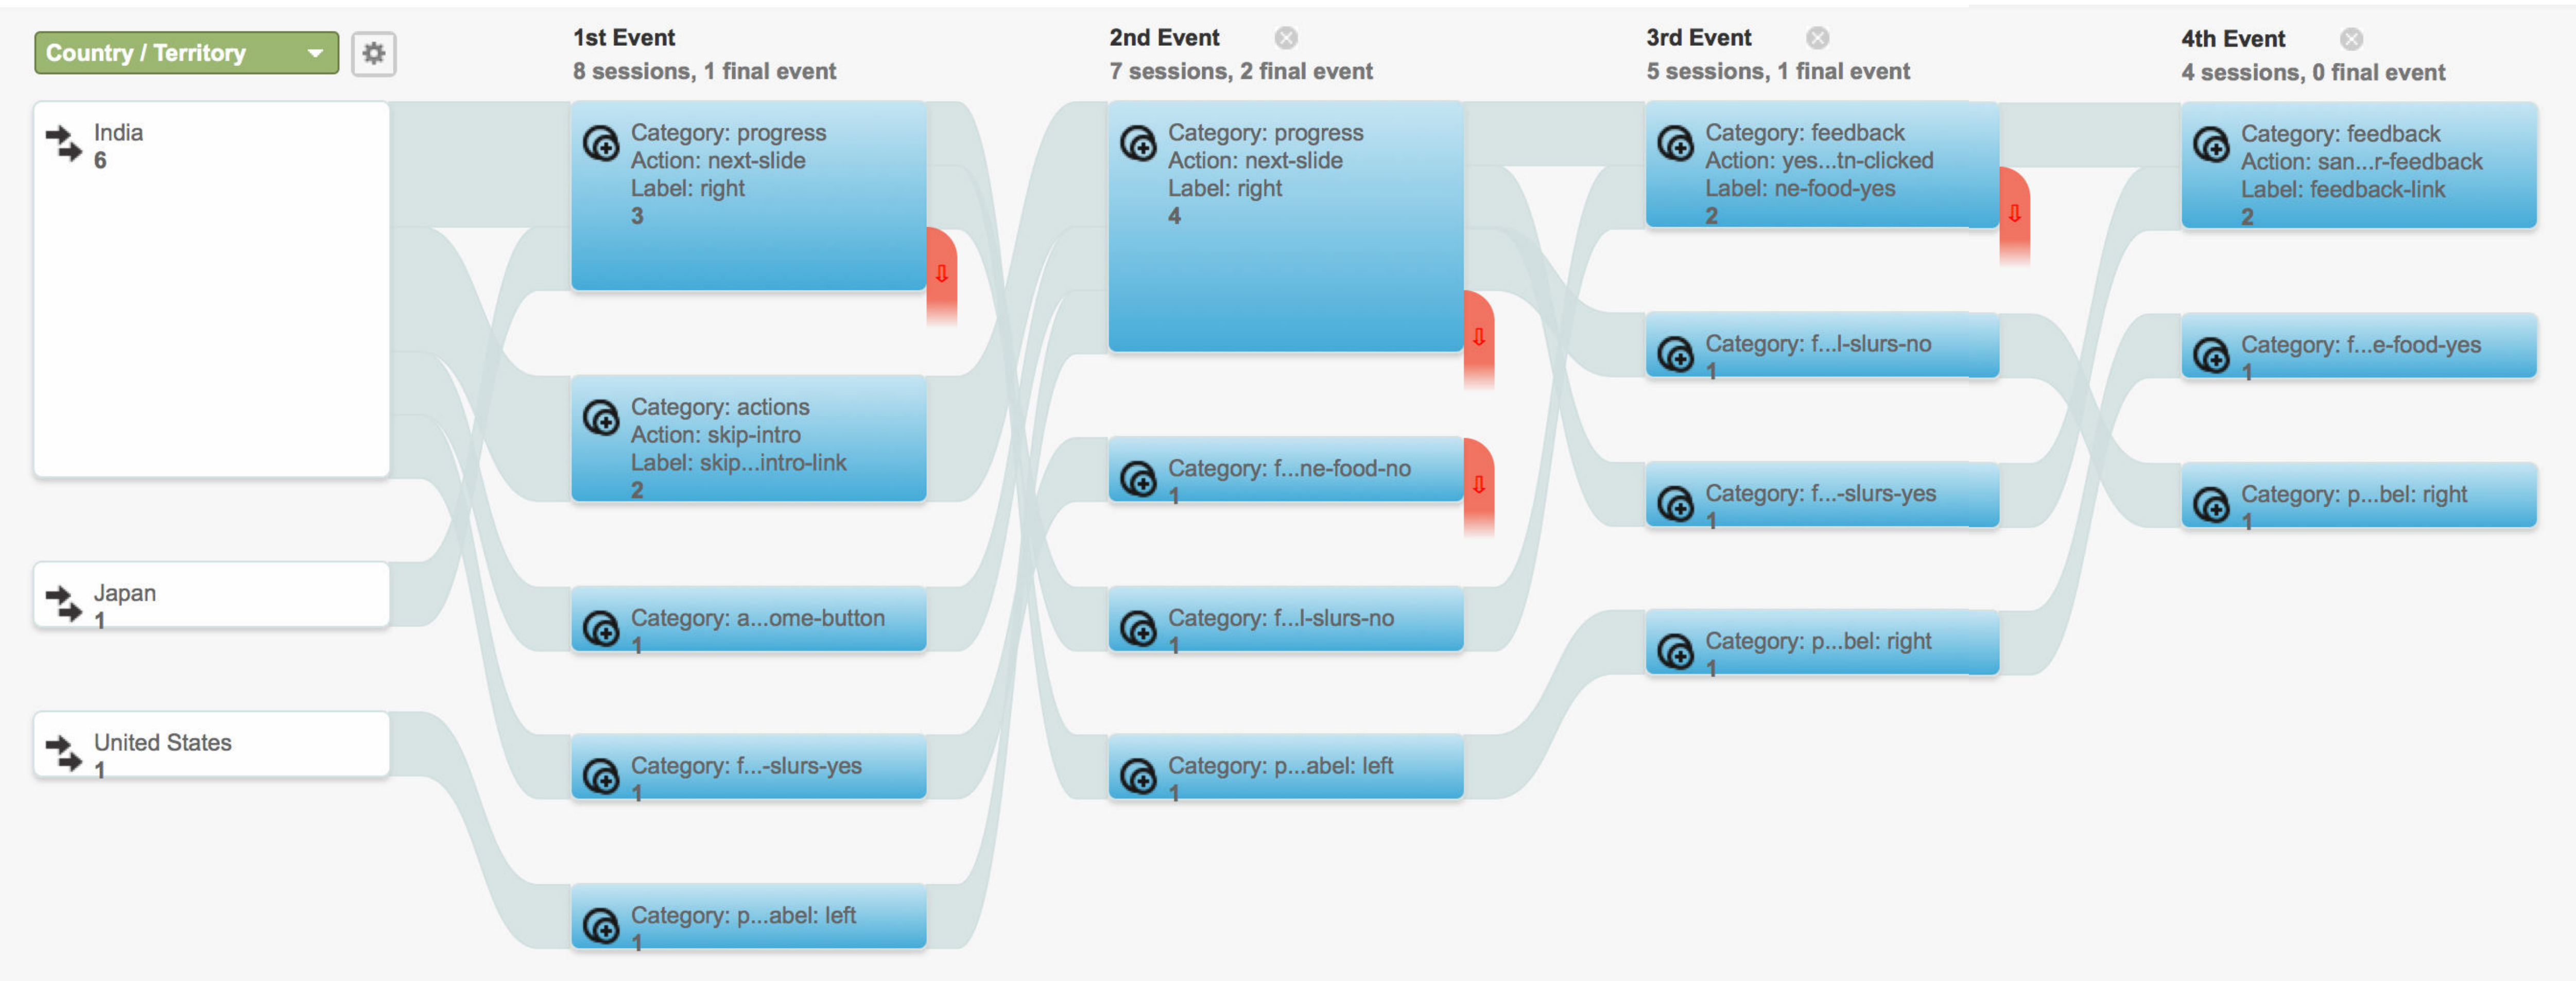 Country / Territory
India
6
Japan
1
United States
1
1st Event
8 sessions, 1 final event
Category: progress
Action: next-slide
Label: right
3
Category: actions
Action: skip-intro
Label: skip...intro-link
2
Category: a...ome-button
1
Category: f...-slurs-yes
1
Category: p...abel: left
1
2nd Event
7 sessions, 2 final event
Category: progress
Action: next-slide
Label: right
4
Category: f...ne-food-no
1
Category: f...l-slurs-no
1
Category: p...abel: left
1
3rd Event
5 sessions, 1 final event
Category: feedback
Action: yes...tn-clicked
Label: ne-food-yes
2
Category: f...l-slurs-no
1
Category: f...-slurs-yes
1
Category: p...bel: right
1
4th Event
4 sessions, 0 final event
Category: feedback
Action: san...r-feedback
Label: feedback-link
2
Category: f...e-food-yes
1
Category: p...bel: right
1